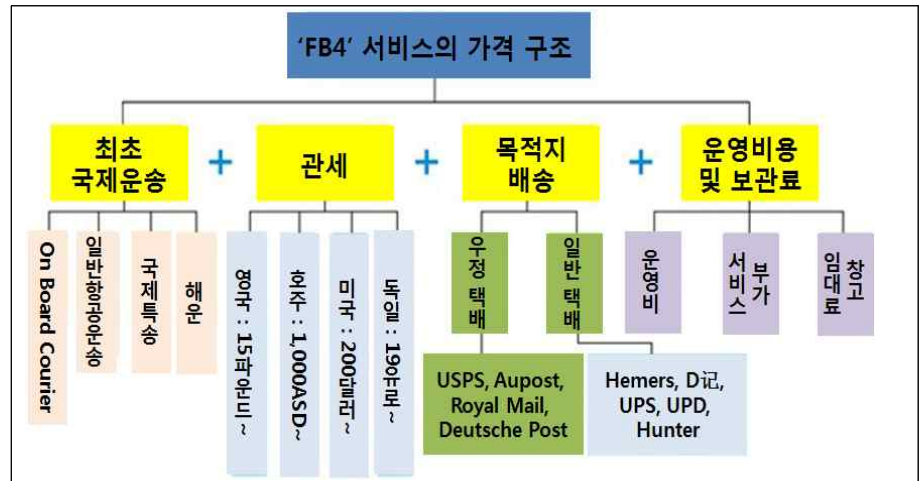 ‘FB4’ 서비스의 가격 구조
최초
국제운송
+
관세
+
목적지
배송
+
운영비용
및 보관료
On Board Courier
일반항공운송
국제특송
해운
영국 : 15파운드~
호주 : 1,000ASD~
미국 : 200달러~
독일 : 19유로~
우정 택배
일반 택배
운영비
부가
서비스
창고
임대료
USPS, Aupost,
Royal Mail,
Deutsche Post
Hemers, D记,
UPS, UPD,
Hunter